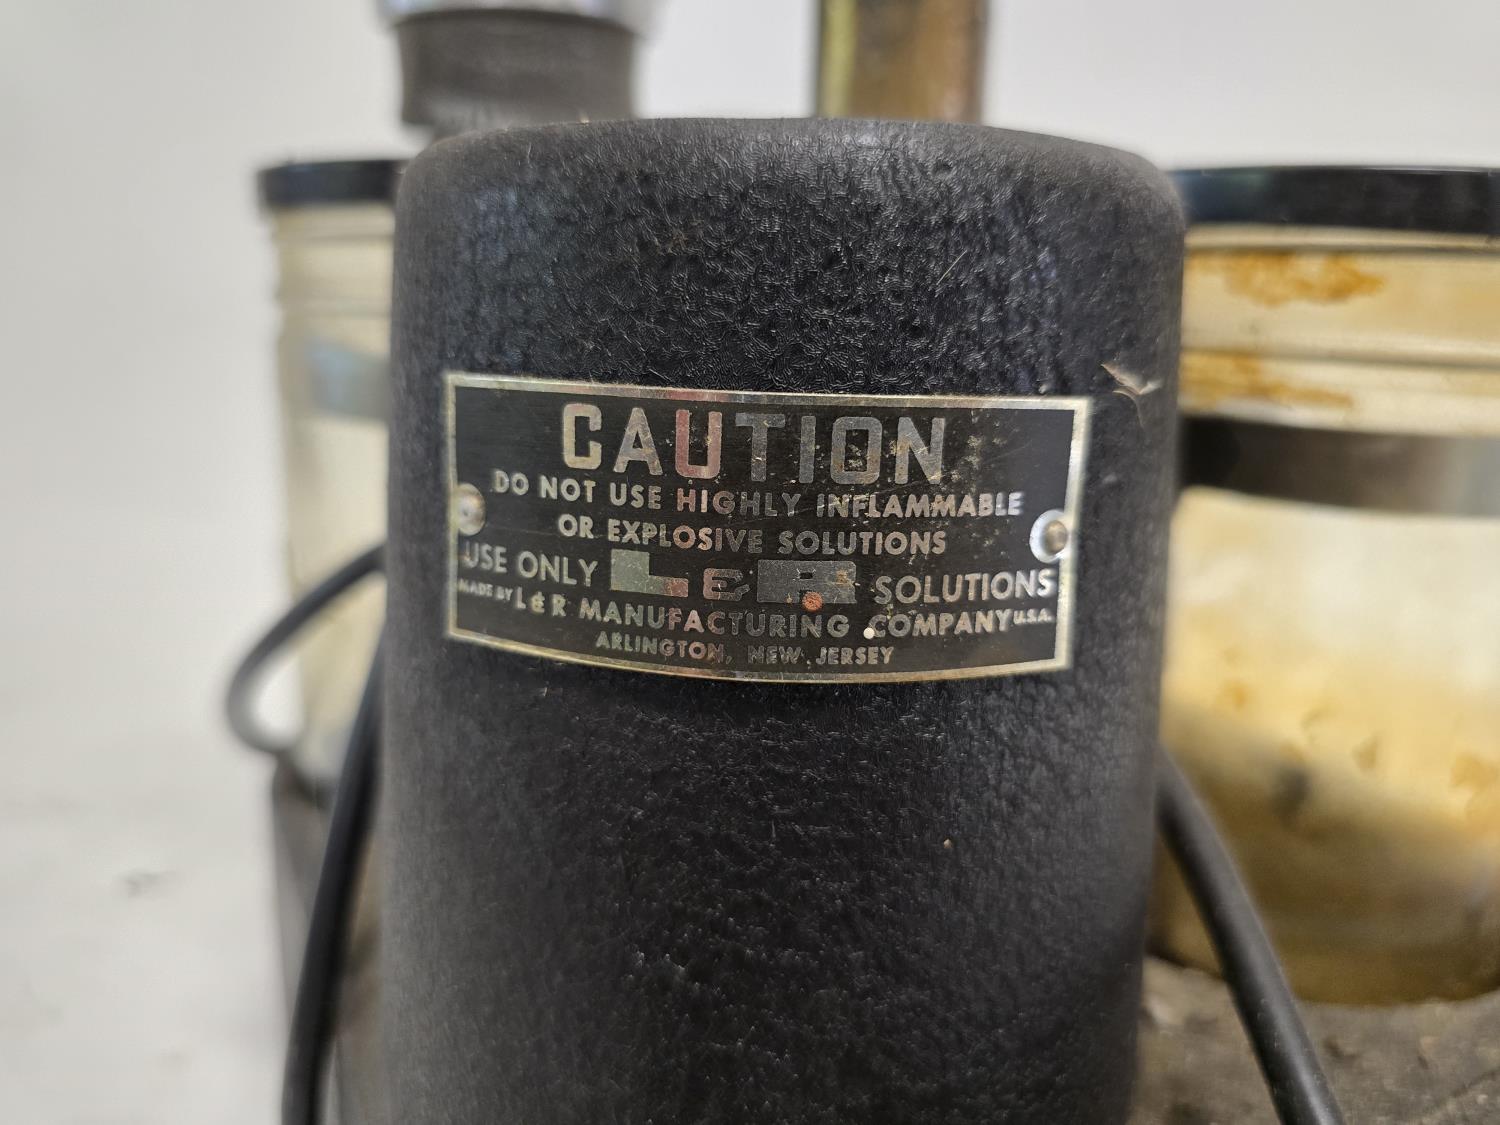 CAUTION
DO NOT USE HIGHLY INFLAMMABLE
OR EXPLOSIVE SOLUTIONS
USE ONLY L&R SOLUTIONS
MADE BY L & R MANUFACTURING COMPANY U.S.A.
ARLINGTON, NEW JERSEY